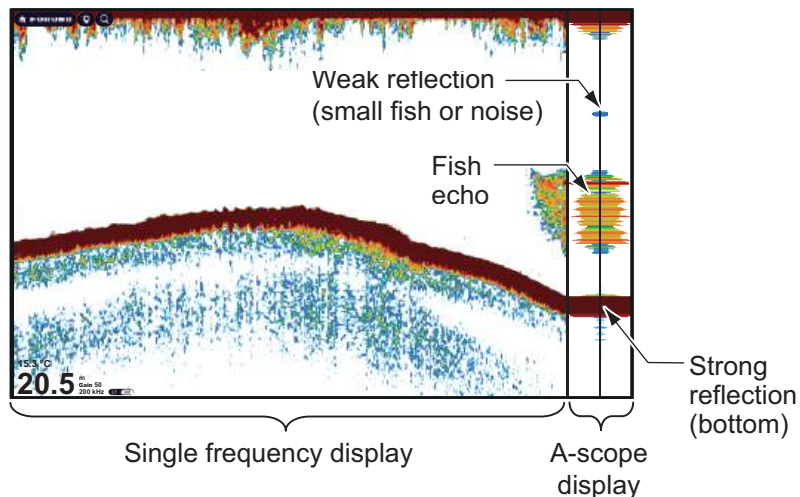 FURUNO
Weak reflection
(small fish or noise)
Fish
echo
15.3 °C
20.5 m
Gain 50
200 kHz
Strong
reflection
(bottom)
Single frequency display
A-scope
display